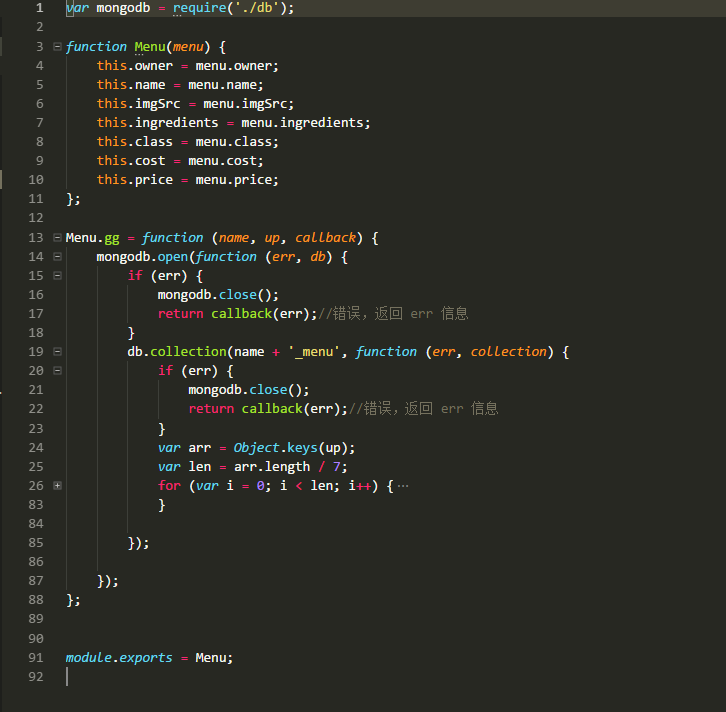 1 var mongodb = require('./db');
2
3 function Menu(menu) {
4 this.owner = menu.owner;
5 this.name = menu.name;
6 this.imgSrc = menu.imgSrc;
7 this.ingredients = menu.ingredients;
8 this.class = menu.class;
9 this.cost = menu.cost;
10 this.price = menu.price;
11 };
12
13 Menu.gg = function (name, up, callback) {
14 mongodb.open(function (err, db) {
15 if (err) {
16 mongodb.close();
17 return callback(err);//错误，返回 err 信息
18 }
19 db.collection(name + '_menu', function (err, collection) {
20 if (err) {
21 mongodb.close();
22 return callback(err);//错误，返回 err 信息
23 }
24 var arr = Object.keys(up);
25 var len = arr.length / 7;
26 for (var i = 0; i < len; i++) {⋯
83 }
84
85 });
86
87 });
88 };
89
90
91 module.exports = Menu;
92